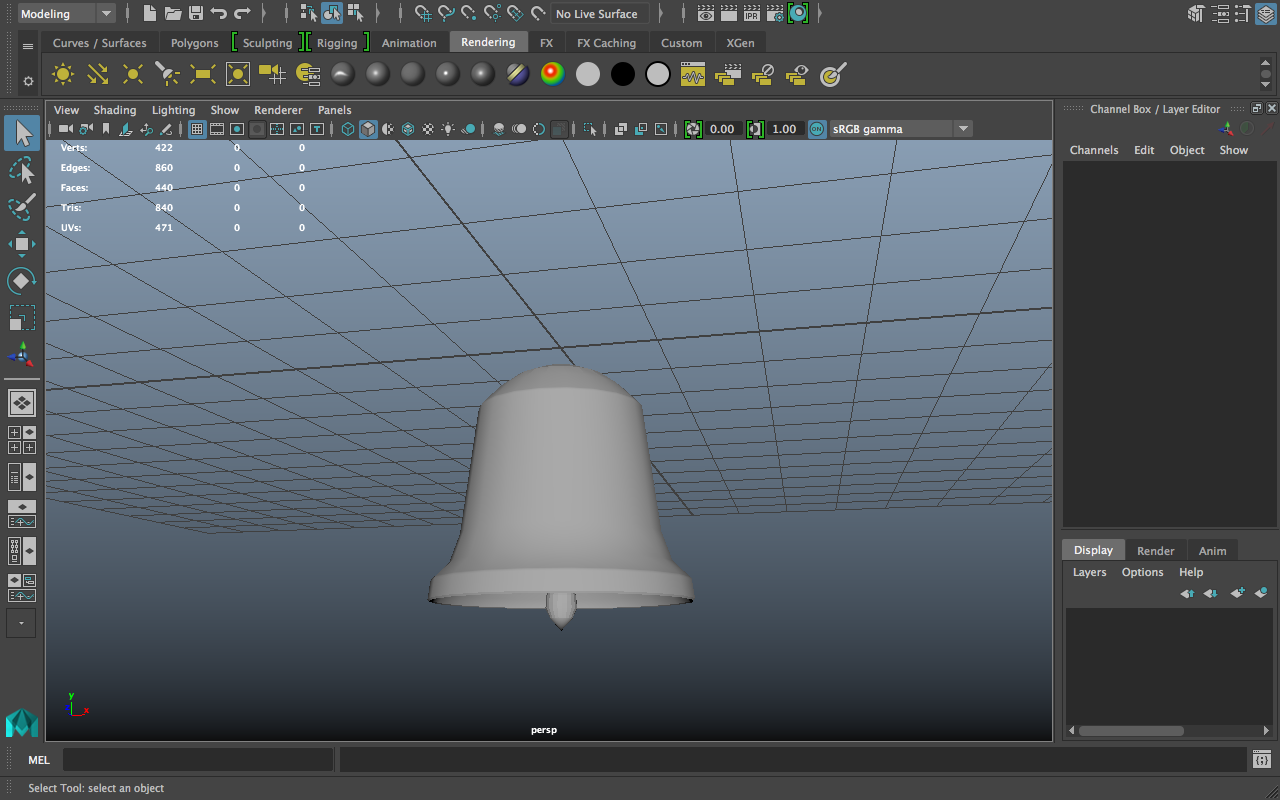 Modeling No Live Surface IPR
Curves / Surfaces Polygons Sculpting Rigging Animation Rendering FX FX Caching Custom XGen
View Shading Lighting Show Renderer Panels
0.00 1.00 ON sRGB gamma
Channel Box / Layer Editor
Channels Edit Object Show
Verts: 422 0 0
Edges: 860 0 0
Faces: 440 0 0
Tris: 840 0 0
UVs: 471 0 0
y
x
persp
Display Render Anim
Layers Options Help
MEL
Select Tool: select an object